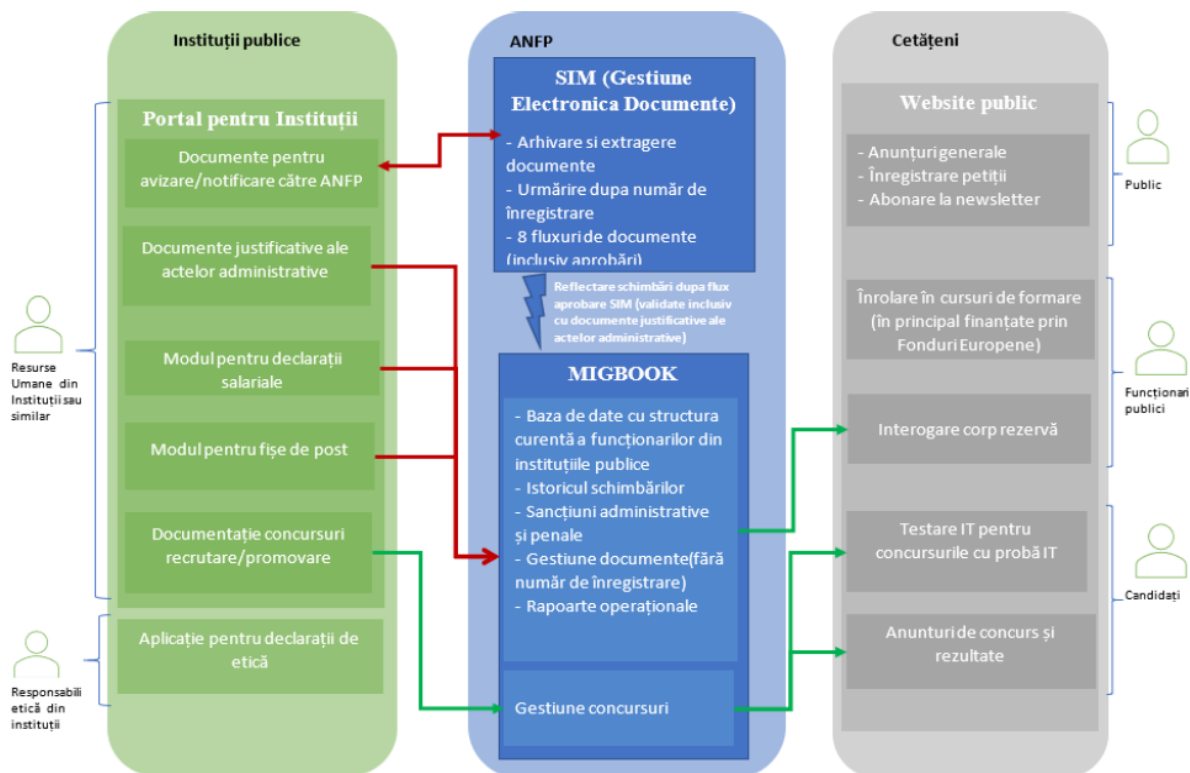 Instituții publice
Portal pentru Instituții
Documente pentru
avizare/notificare către ANFP
Documente justificative ale
actelor administrative
Modul pentru declarații
salariale
Modul pentru fișe de post
Documentație concursuri
recrutare/promovare
Aplicație pentru declarații de
etică
Resurse
Umane din
Instituții sau
similar
Responsabili
etică din
instituții
ANFP
SIM (Gestiune
Electronica Documente)
- Arhivare si extragere
documente
- Urmărire dupa număr de
înregistrare
- 8 fluxuri de documente
(inclusiv aprobări)
Reflectare schimbări dupa flux
aprobare SIM (validate inclusiv
cu documente justificative ale
actelor administrative)
MIGBOOK
- Baza de date cu structura
curentă a funcționarilor din
instituțiile publice
- Istoricul schimbărilor
- Sancțiuni administrative
și penale
- Gestiune documente(fără
număr de înregistrare)
- Rapoarte operaționale
Gestiune concursuri
Cetățeni
Website public
- Anunțuri generale
- Înregistrare petiții
- Abonare la newsletter
Înrolare în cursuri de formare
(în principal finanțate prin
Fonduri Europene)
Interogare corp rezervă
Testare IT pentru
concursurile cu probă IT
Anunturi de concurs și
rezultate
Public
Funcționari
publici
Candidați